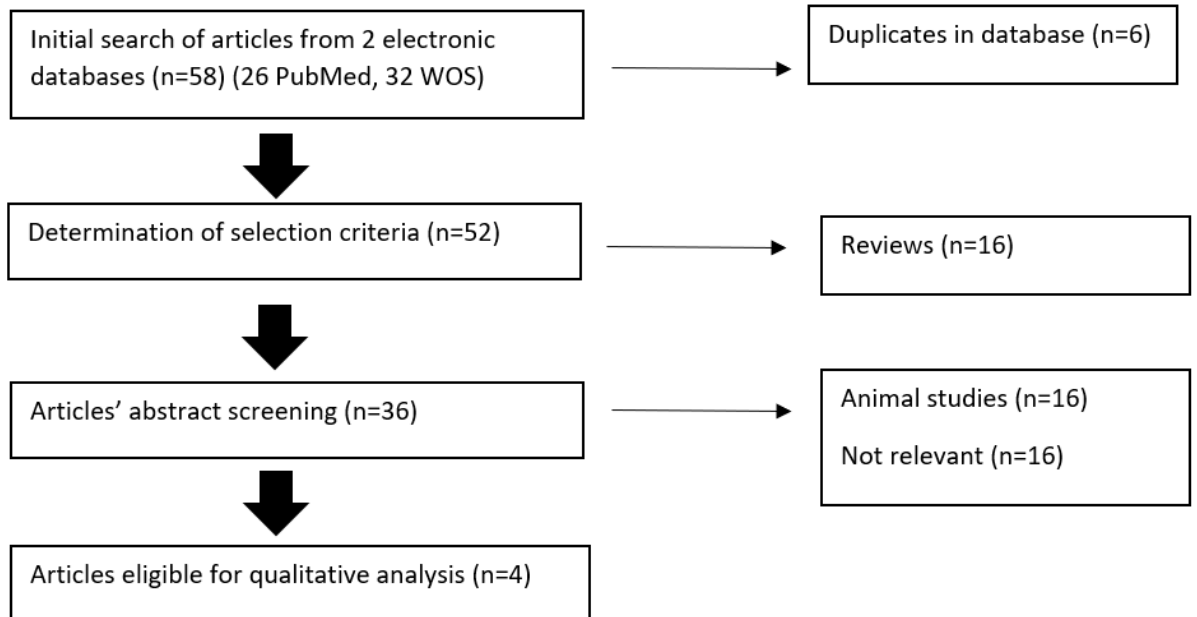 Initial search of articles from 2 electronic
databases (n=58) (26 PubMed, 32 WOS)
Duplicates in database (n=6)
Determination of selection criteria (n=52)
Reviews (n=16)
Articles’ abstract screening (n=36)
Animal studies (n=16)
Not relevant (n=16)
Articles eligible for qualitative analysis (n=4)